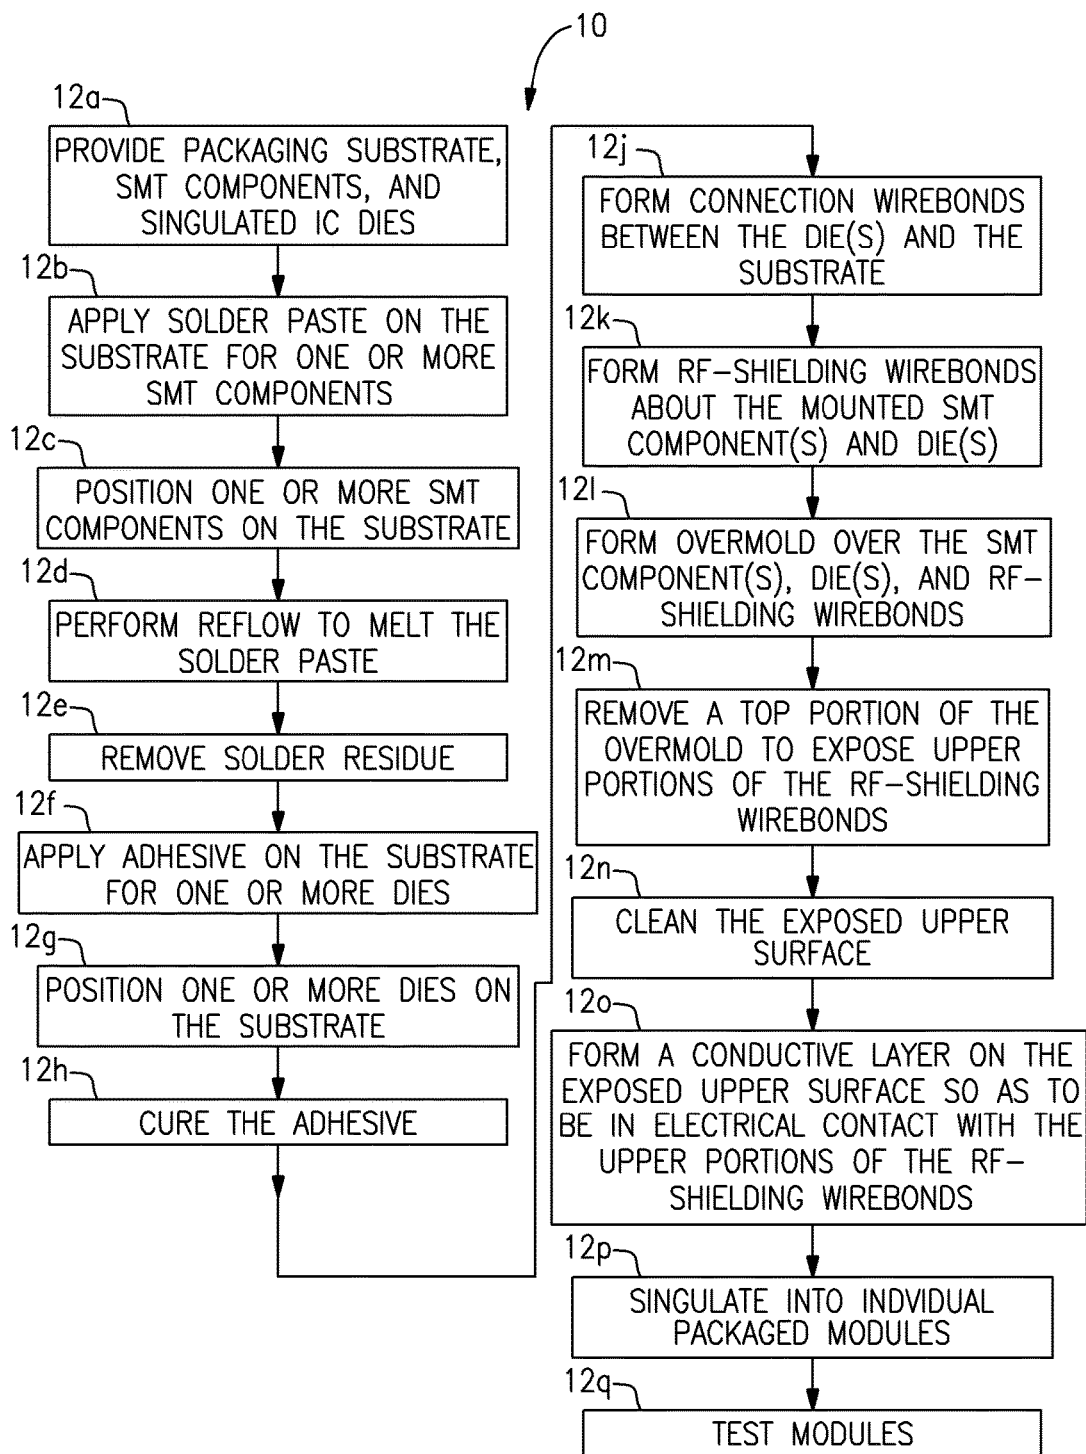 10
12a
PROVIDE PACKAGING SUBSTRATE,
SMT COMPONENTS, AND
SINGULATED IC DIES
12b
APPLY SOLDER PASTE ON THE
SUBSTRATE FOR ONE OR MORE
SMT COMPONENTS
12c
POSITION ONE OR MORE SMT
COMPONENTS ON THE SUBSTRATE
12d
PERFORM REFLOW TO MELT THE
SOLDER PASTE
12e
REMOVE SOLDER RESIDUE
12f
APPLY ADHESIVE ON THE SUBSTRATE
FOR ONE OR MORE DIES
12g
POSITION ONE OR MORE DIES ON
THE SUBSTRATE
12h
CURE THE ADHESIVE
12j
FORM CONNECTION WIREBONDS
BETWEEN THE DIE(S) AND THE
SUBSTRATE
12k
FORM RF-SHIELDING WIREBONDS
ABOUT THE MOUNTED SMT
COMPONENT(S) AND DIE(S)
12l
FORM OVERMOLD OVER THE SMT
COMPONENT(S), DIE(S), AND RF-
SHIELDING WIREBONDS
12m
REMOVE A TOP PORTION OF THE
OVERMOLD TO EXPOSE UPPER
PORTIONS OF THE RF-SHIELDING
WIREBONDS
12n
CLEAN THE EXPOSED UPPER
SURFACE
12o
FORM A CONDUCTIVE LAYER ON THE
EXPOSED UPPER SURFACE SO AS TO
BE IN ELECTRICAL CONTACT WITH THE
UPPER PORTIONS OF THE RF-
SHIELDING WIREBONDS
12p
SINGULATE INTO INDVIDUAL
PACKAGED MODULES
12q
TEST MODULES